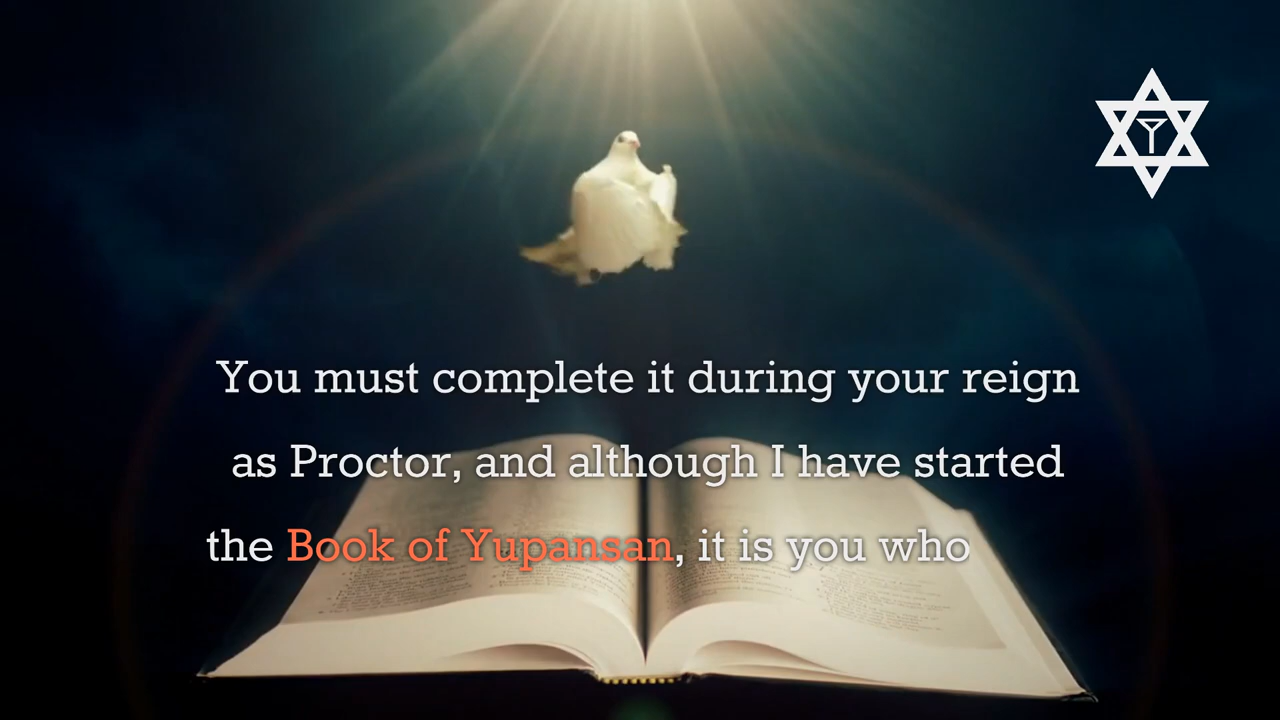 You must complete it during your reign
as Proctor, and although I have started
the Book of Yupansan, it is you who